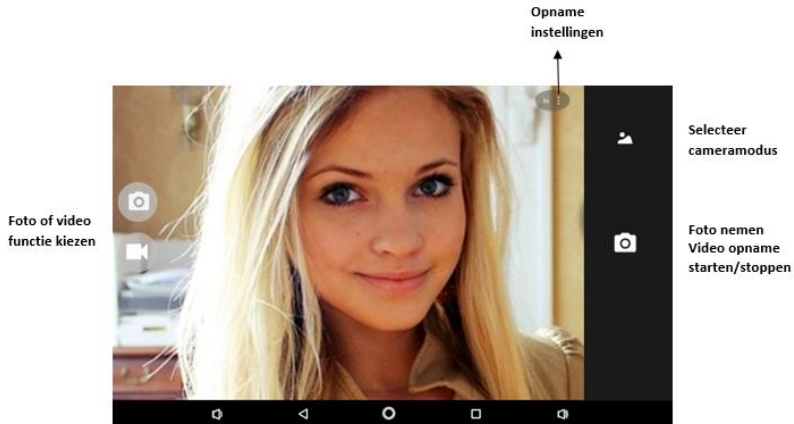 Opname
instellingen
Selecteer
cameramodus
Foto of video
functie kiezen
Foto nemen
Video opname
starten/stoppen